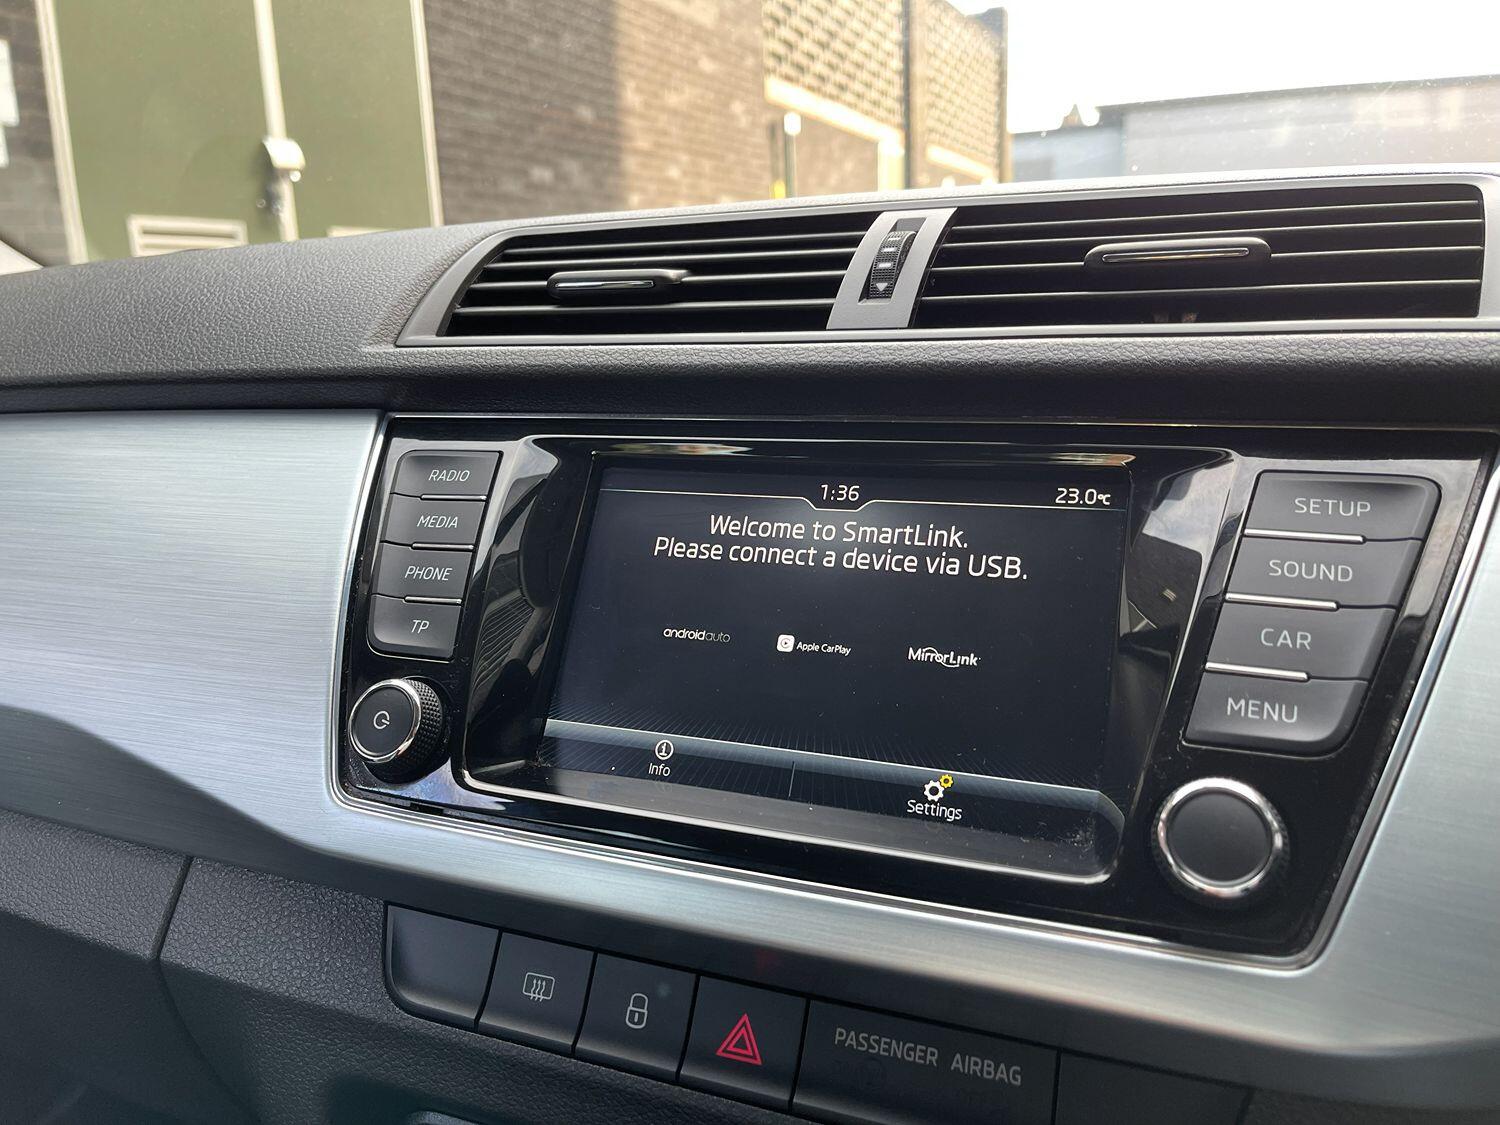 RADIO
MEDIA
PHONE
TP
1:36
23.0°C
Welcome to SmartLink.
Please connect a device via USB.
androidauto
Apple CarPlay
MirrorLink
Info
Settings
SETUP
SOUND
CAR
MENU
PASSENGER AIRBAG